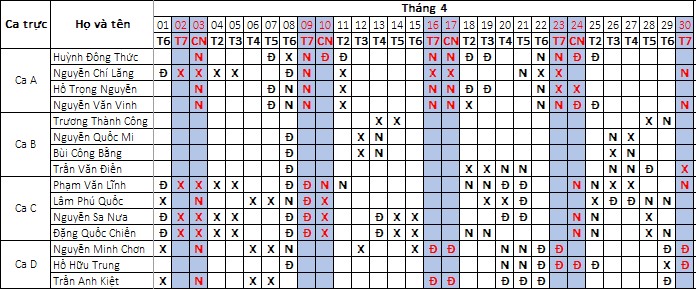 Ca trực Họ và tên Tháng 4
01 02 03 04 05 06 07 08 09 10 11 12 13 14 15 16 17 18 19 20 21 22 23 24 25 26 27 28 29 30
T6 T7 CN T2 T3 T4 T5 T6 T7 CN T2 T3 T4 T5 T6 T7 CN T2 T3 T4 T5 T6 T7 CN T2 T3 T4 T5 T6 T7
Ca A
Huỳnh Đông Thức N Đ X N Đ Đ N N Đ Đ N N Đ Đ N
Nguyễn Chí Lăng Đ X X X X N X X X N X X N
Hồ Trọng Nguyễn N Đ N N X N N Đ Đ N X X
Nguyễn Văn Vinh N Đ N N X N N X N N Đ Đ N
Ca B
Trương Thành Công X X X N
Nguyễn Quốc Mi Đ X N N X
Bùi Công Bằng Đ X N X N
Trần Văn Điền Đ X X X X N N Đ X
Ca C
Phạm Văn Lĩnh Đ X X X X Đ Đ N N N N Đ Đ N N X X N
Lâm Phú Quốc X N X X N Đ X X X Đ X Đ Đ N N
Nguyễn Sa Nưa Đ X X X X Đ Đ X Đ X X Đ Đ N X
Đặng Quốc Chiến Đ X X X X Đ Đ X Đ X X N N N N X
Ca D
Nguyễn Minh Chơn X N X X Đ X X X Đ Đ N N Đ Đ X Đ
Hồ Hữu Trung Đ N Đ Đ Đ Đ Đ X Đ
Trần Anh Kiệt X N X X Đ Đ Đ Đ X Đ